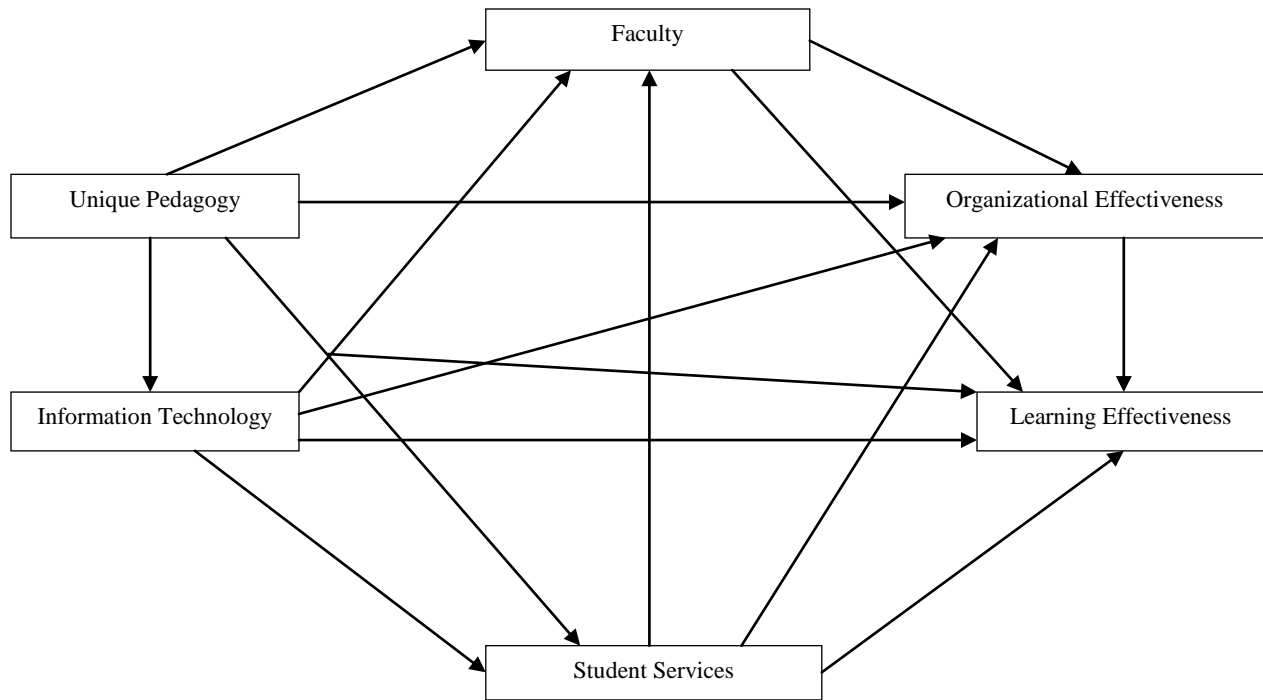 Faculty
Unique Pedagogy
Organizational Effectiveness
Information Technology
Learning Effectiveness
Student Services